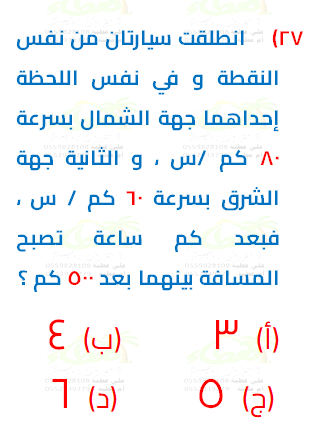 ٢٧) انطلقت سيارتان من نفس
النقطة و في نفس اللحظة
إحداهما جهة الشمال بسرعة
٨٠ كم /س ، و الثانية جهة
الشرق بسرعة ٦٠ كم / س ،
فبعد كم ساعة تصبح
المسافة بينهما بعد ٥٠٠ كم ؟
(أ) ٣ (ب) ٤
(ج) ٥ (د) ٦